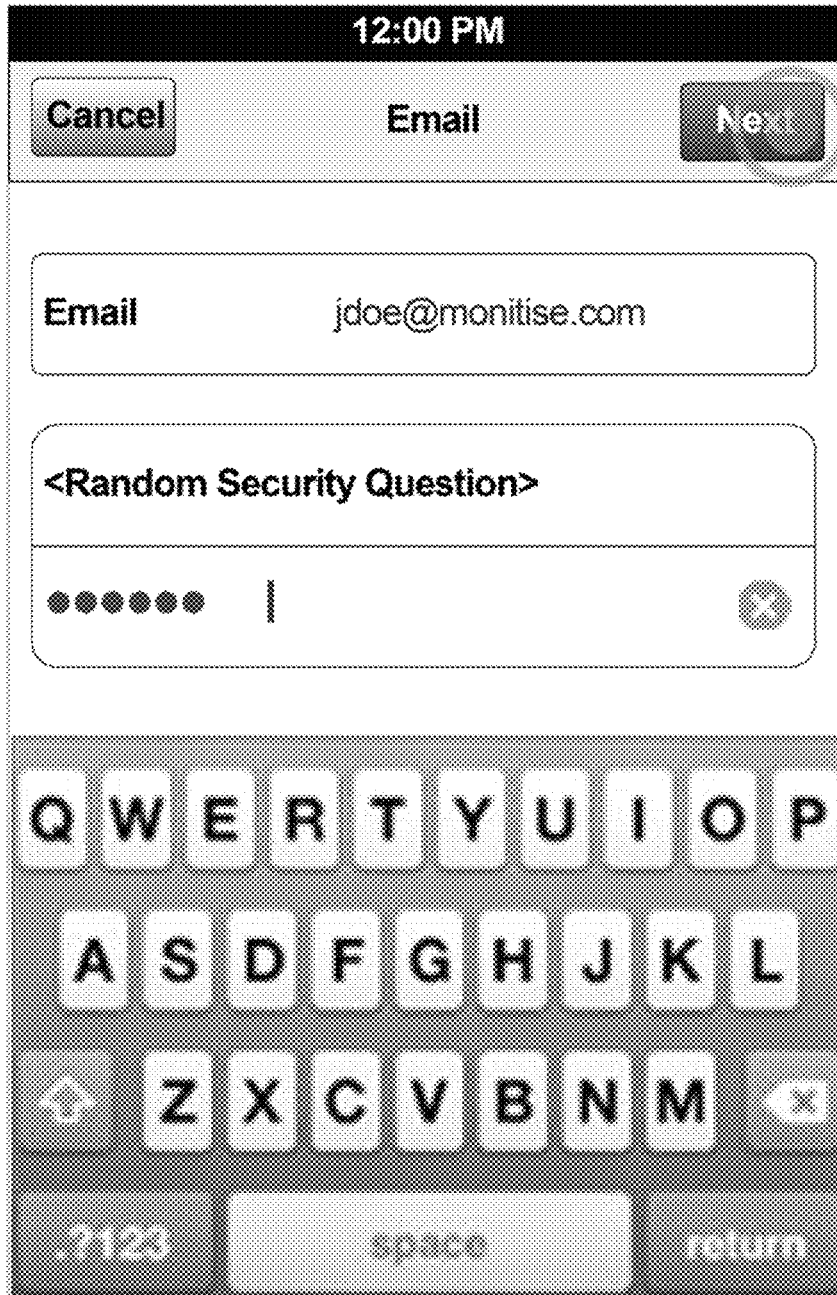 12:00 PM
Cancel Email Next
Email jdoe@monitise.com
<Random Security Question>
●●●●●● |
Q W E R T Y U I O P
A S D F G H J K L
Z X C V B N M
.?123 space return